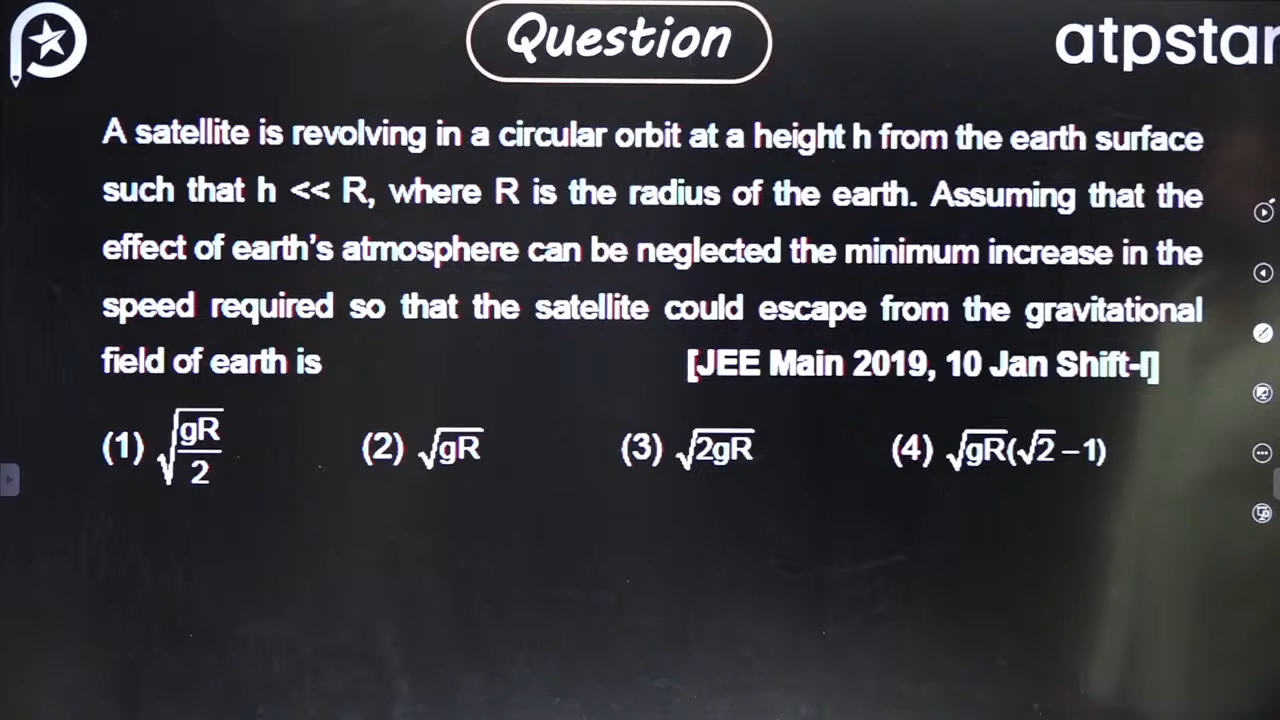 Question
atpstar
A satellite is revolving in a circular orbit at a height h from the earth surface
such that h << R, where R is the radius of the earth. Assuming that the
effect of earth's atmosphere can be neglected the minimum increase in the
speed required so that the satellite could escape from the gravitational
field of earth is [JEE Main 2019, 10 Jan Shift-I]
(1) √(gR/2) (2) √gR (3) √2gR (4) √gR(√2 – 1)